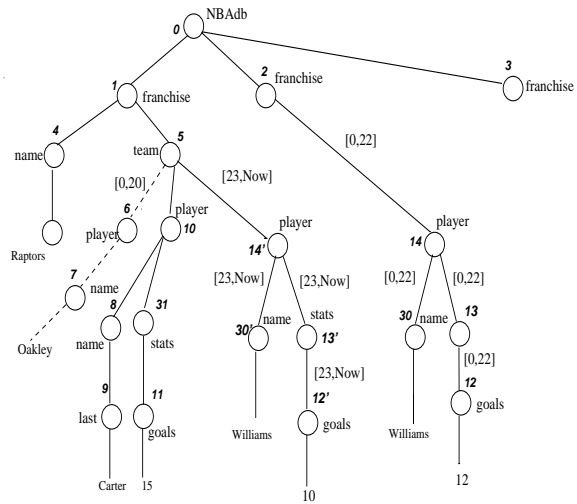 NBAdb
0
3
1
franchise
2
franchise
franchise
4
name
5
team
[0,22]
[0,20]
[23,Now]
6
player
player
10
player
14'
player
14
Raptors
7
name
[23,Now]
[23,Now]
[0,22]
[0,22]
8
name
31
stats
30'
name
stats
13'
30
name
13
Oakley
[23,Now]
[0,22]
9
last
11
goals
12'
goals
12
goals
Williams
Williams
Carter
15
10
12